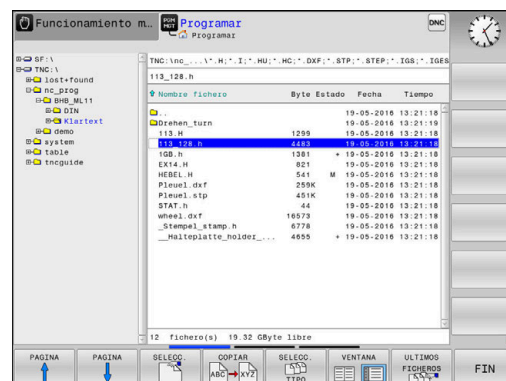 Funcionamiento m…
PGM MGT
Programar
Programar
DNC
SF:\
TNC:\
lost+found
nc_prog
BHB_ML11
DIN
Klartext
demo
system
table
tncguide
TNC:\nc_...\*.H;*.I;*.HU;*.HC;*.DXF;*.STP;*.STEP;*.IGS;*.IGES
113_128.h
Nombre fichero Byte Estado Fecha Tiempo
.. 19-05-2016 13:21:18
Drehen_turn 19-05-2016 13:21:19
113.H 1299 19-05-2016 13:21:18
113_128.h 4483 19-05-2016 13:21:18
1GB.h 1381 + 19-05-2016 13:21:18
EX14.H 821 19-05-2016 13:21:18
HEBEL.H 541 M 19-05-2016 13:21:18
Pleuel.dxf 259K 19-05-2016 13:21:18
Pleuel.stp 451K 19-05-2016 13:21:18
STAT.h 44 19-05-2016 13:21:18
wheel.dxf 16573 19-05-2016 13:21:18
_Stempel_stamp.h 6778 19-05-2016 13:21:18
__Halteplatte_holder_... 4655 + 19-05-2016 13:21:18
12 fichero(s) 19.32 GByte libre
PAGINA
PAGINA
SELECC.
COPIAR
ABC XYZ
SELECC.
TIPO
VENTANA
ULTIMOS
FICHEROS
FIN